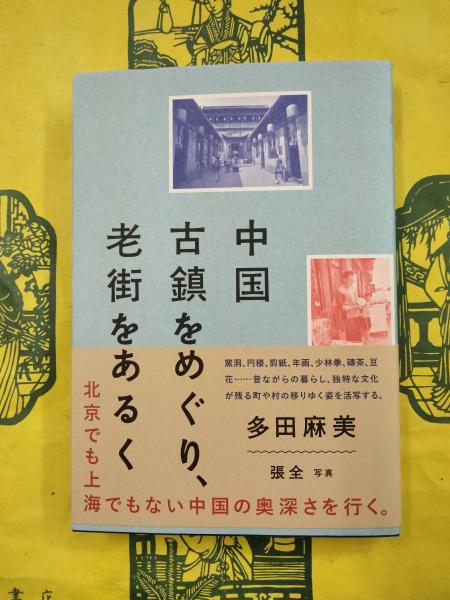 中国
古鎮をめぐり、
老街をあるく
窯洞、円楼、剪紙、年画、少林拳、磚茶、豆
花……昔ながらの暮らし、独特な文化
が残る町や村の移りゆく姿を活写する。
多田麻美
張全 写真
北京でも上海でもない中国の奥深さを行く。
書店